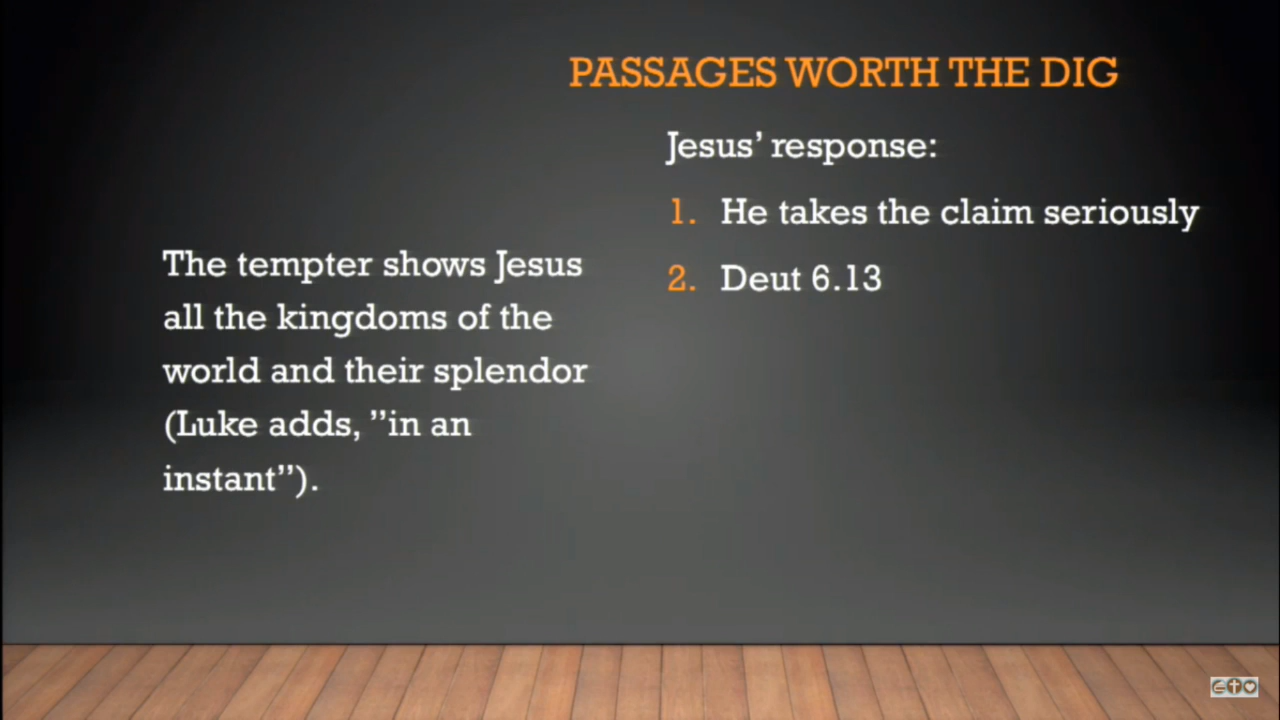 PASSAGES WORTH THE DIG
The tempter shows Jesus
all the kingdoms of the
world and their splendor
(Luke adds, ”in an
instant”).
Jesus’ response:
1. He takes the claim seriously
2. Deut 6.13